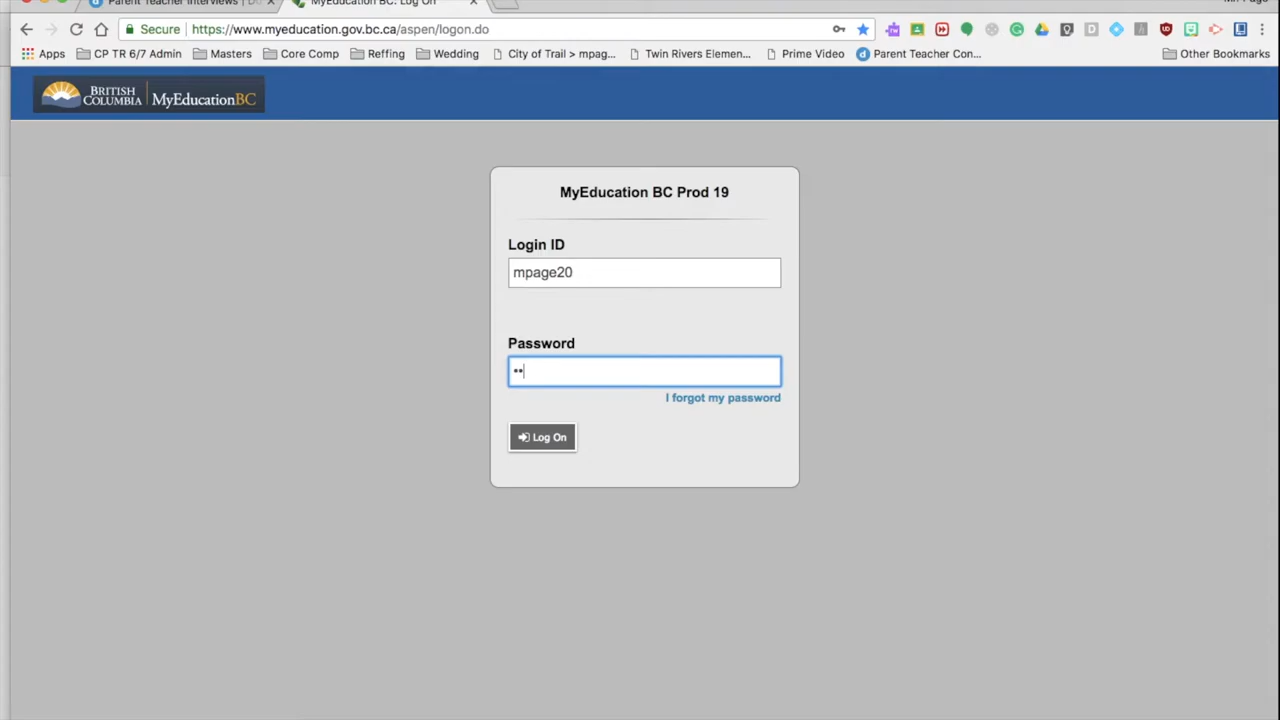 Parent Teacher Interviews | Do
MyEducation BC: Log On
Mr Page
Secure https://www.myeducation.gov.bc.ca/aspen/logon.do
Apps CP TR 6/7 Admin Masters Core Comp Reffing Wedding City of Trail > mpag... Twin Rivers Elemen... Prime Video Parent Teacher Con... Other Bookmarks
BRITISH COLUMBIA MyEducationBC
MyEducation BC Prod 19
Login ID
mpage20
Password
••
I forgot my password
Log On